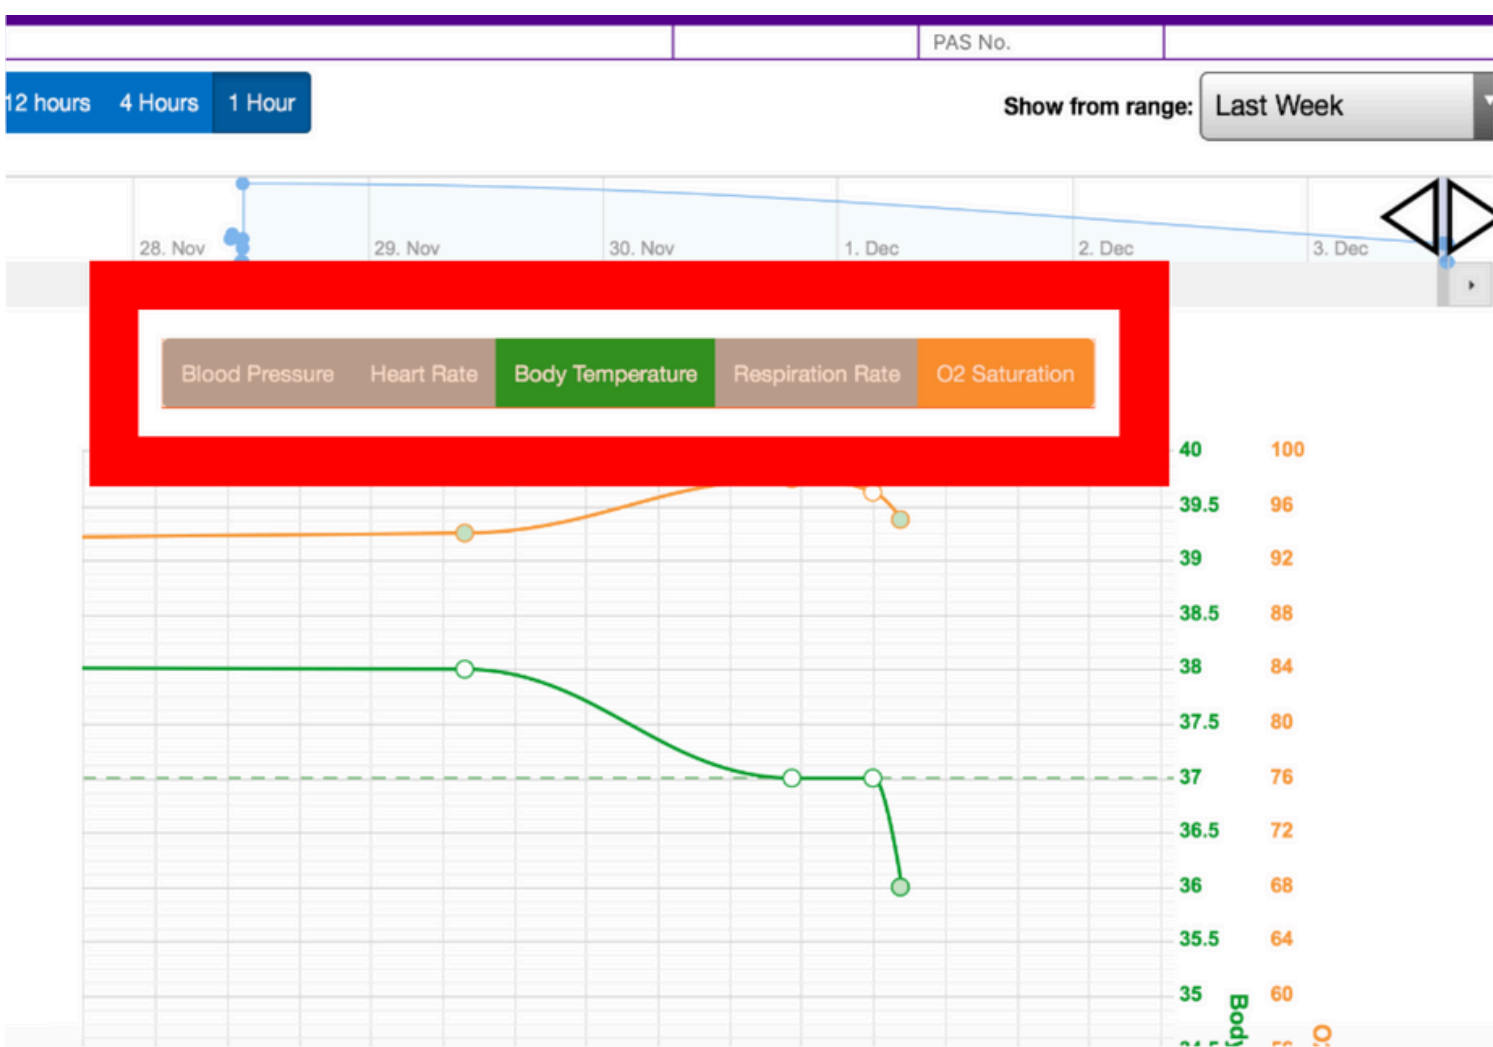 PAS No.
12 hours 4 Hours 1 Hour
Show from range: Last Week
28. Nov 29. Nov 30. Nov 1. Dec 2. Dec 3. Dec
Blood Pressure Heart Rate Body Temperature Respiration Rate O2 Saturation
40 100
39.5 96
39 92
38.5 88
38 84
37.5 80
37 76
36.5 72
36 68
35.5 64
35 60
Body